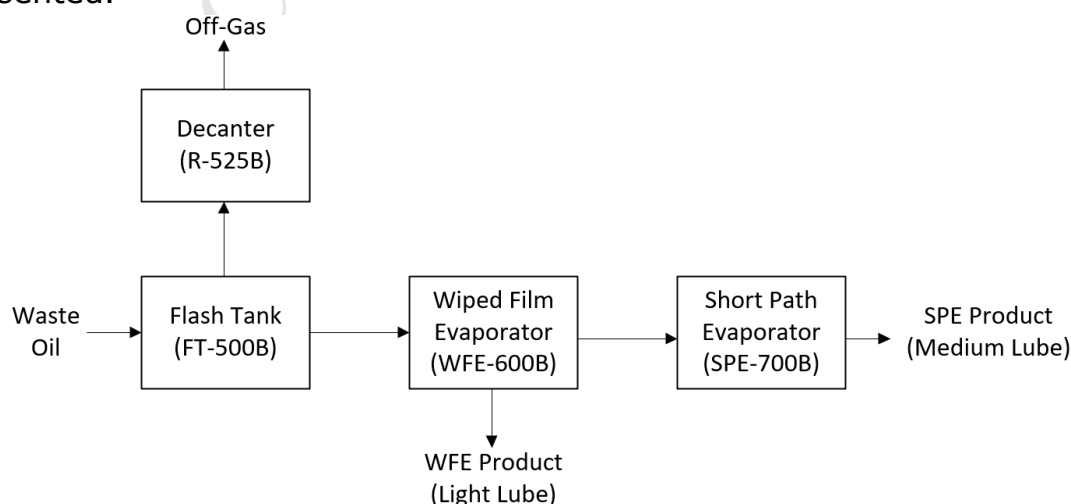 Off-Gas
Decanter
(R-525B)
Waste
Oil
Flash Tank
(FT-500B)
Wiped Film
Evaporator
(WFE-600B)
Short Path
Evaporator
(SPE-700B)
SPE Product
(Medium Lube)
WFE Product
(Light Lube)